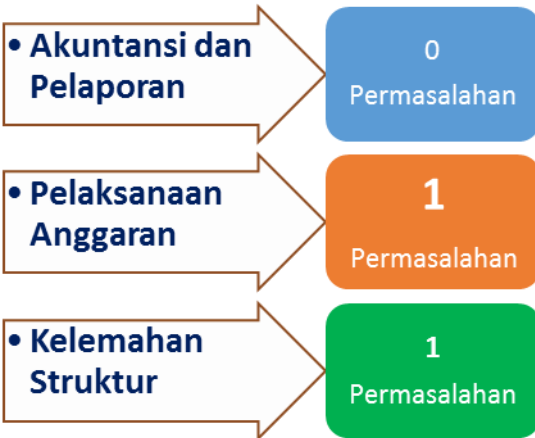 • Akuntansi dan
Pelaporan
0
Permasalahan
• Pelaksanaan
Anggaran
1
Permasalahan
• Kelemahan
Struktur
1
Permasalahan